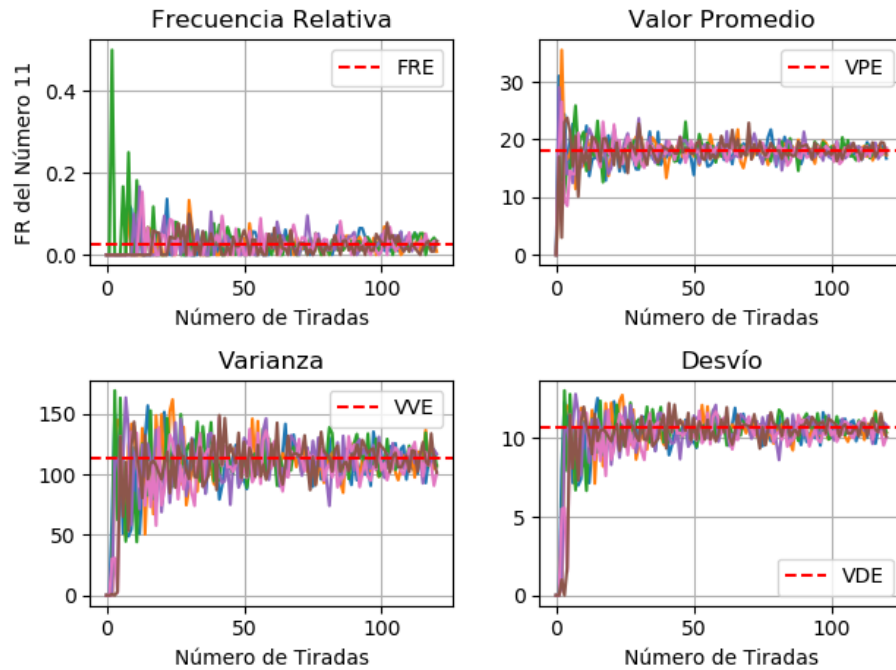 Frecuencia Relativa
FR del Número 11
0.4
0.2
0.0
FRE
0
50
100
Número de Tiradas
Valor Promedio
30
20
10
0
VPE
0
50
100
Número de Tiradas
Varianza
150
100
50
0
VVE
0
50
100
Número de Tiradas
Desvío
10
5
0
VDE
0
50
100
Número de Tiradas